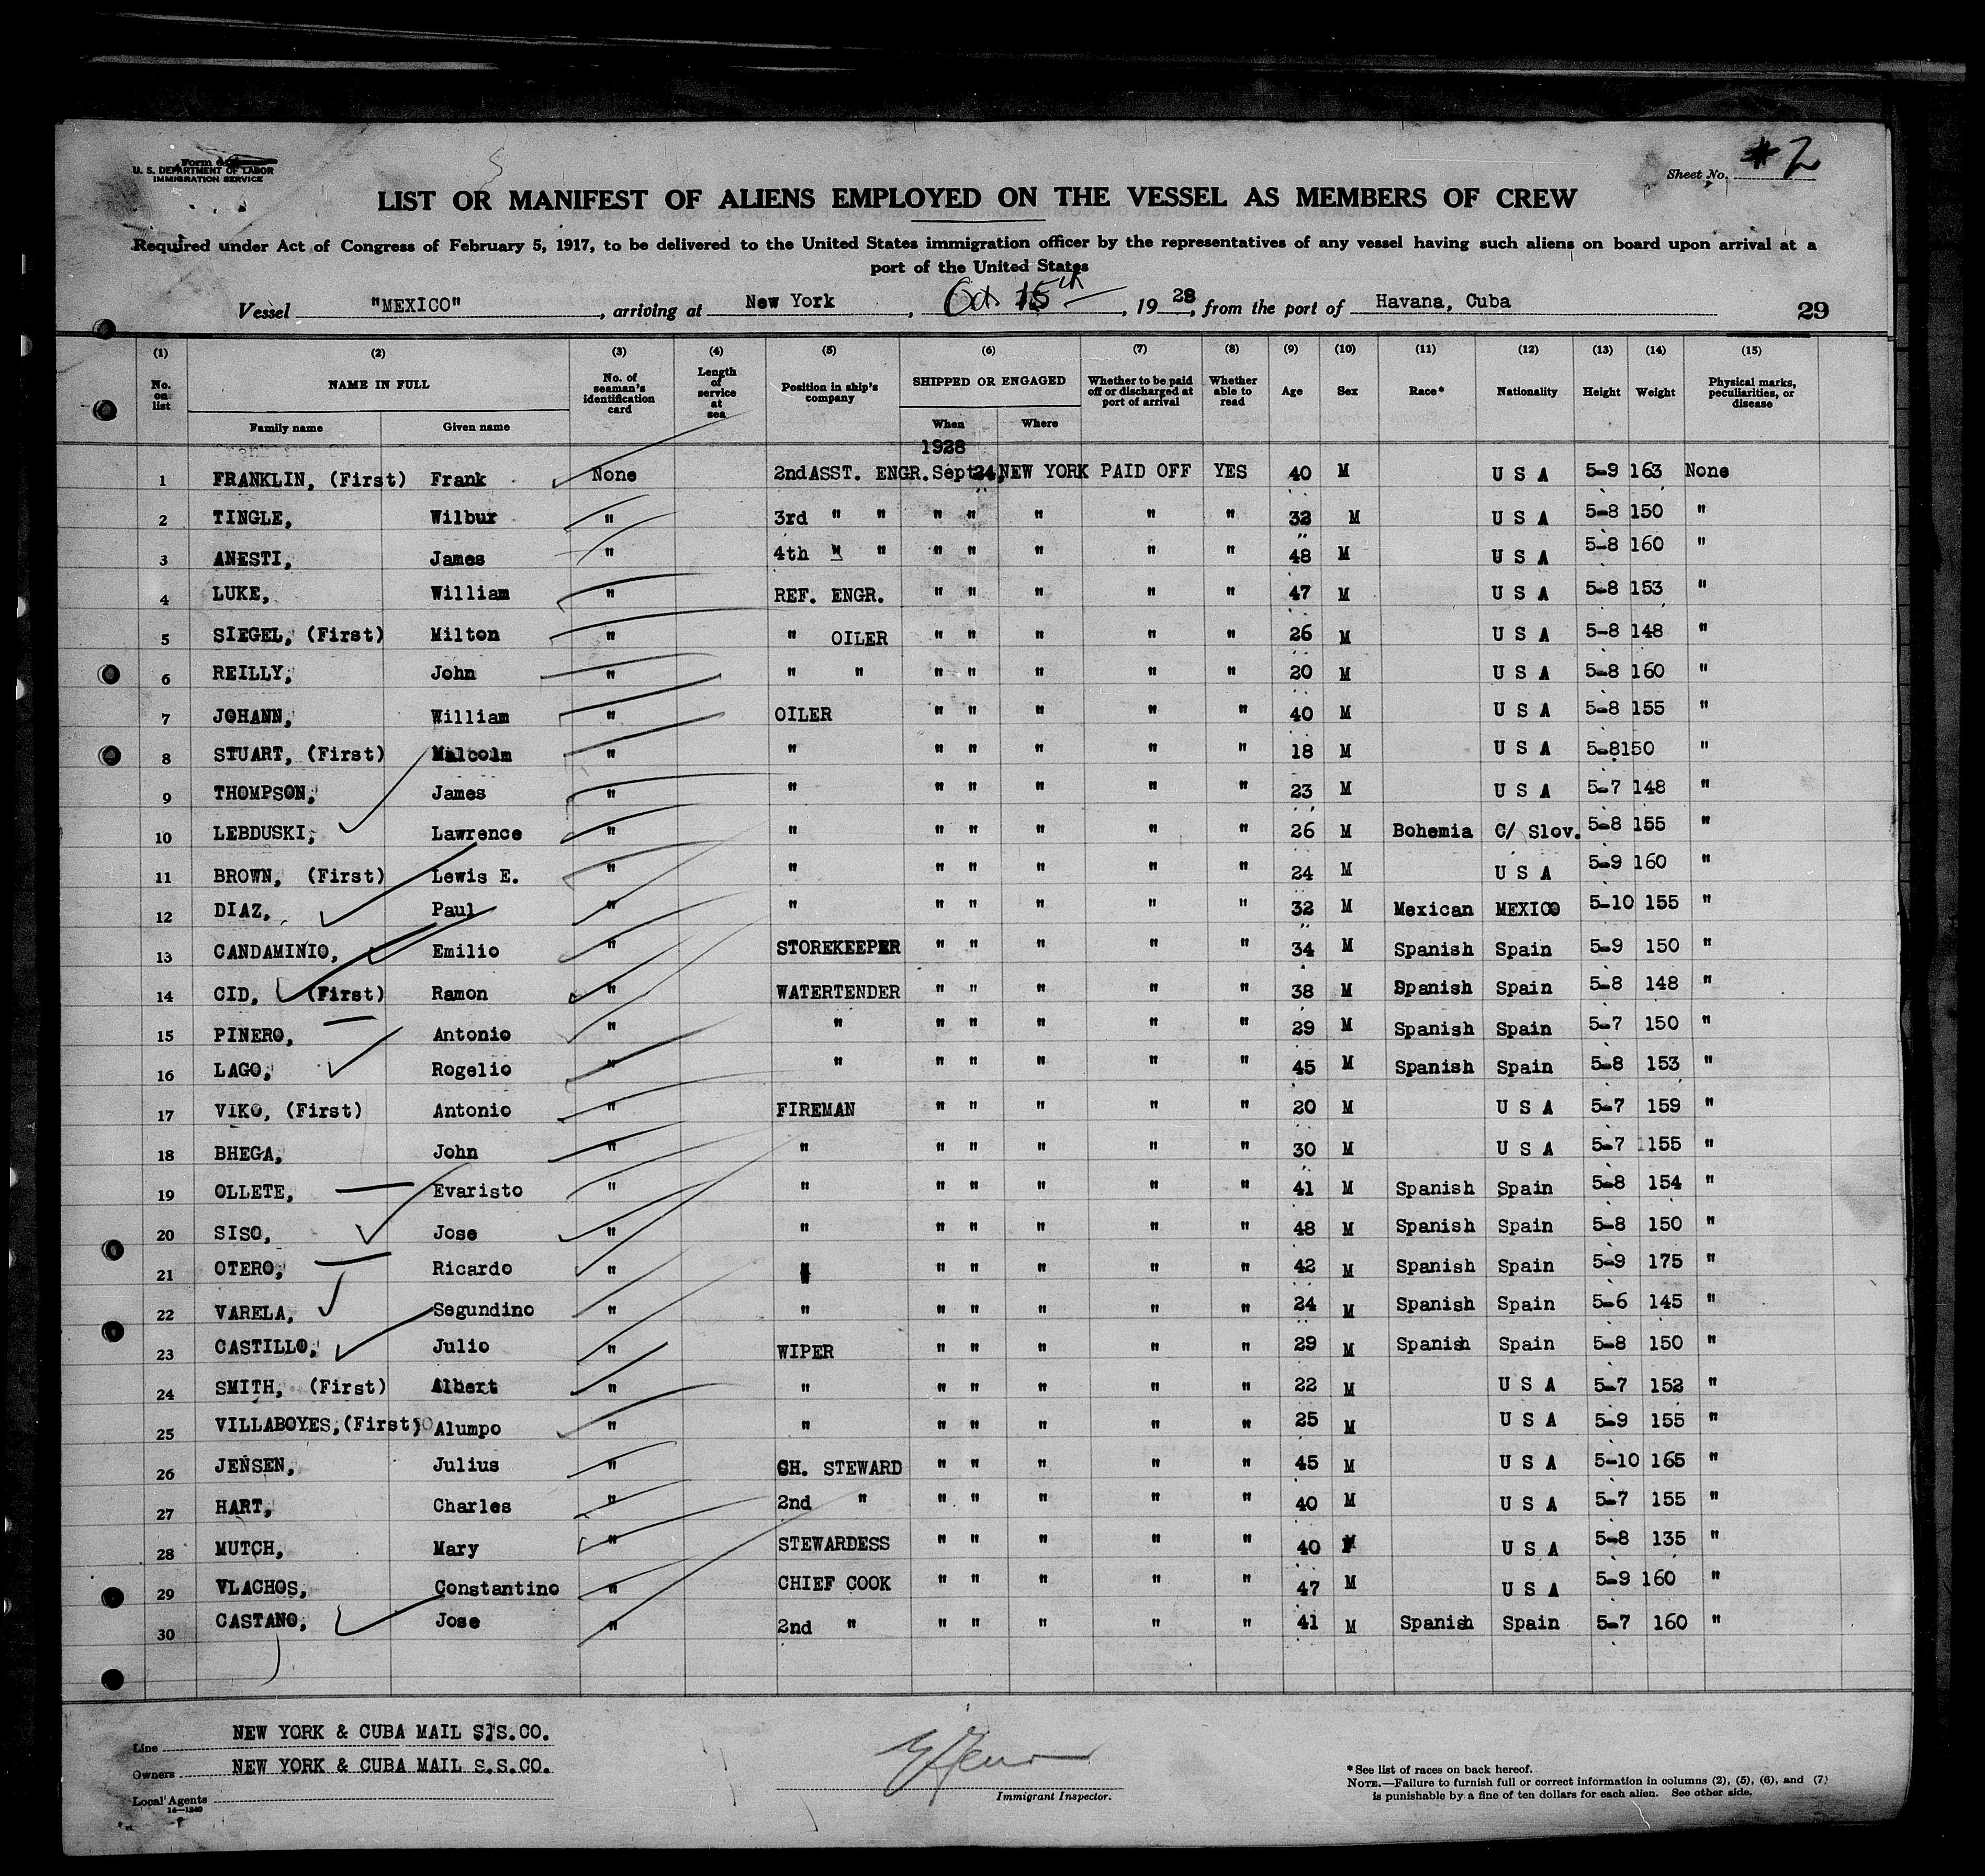 U. S. DEPARTMENT OF LABOR
IMMIGRATION SERVICE
Sheet No. #2
LIST OR MANIFEST OF ALIENS EMPLOYED ON THE VESSEL AS MEMBERS OF CREW
Required under Act of Congress of February 5, 1917, to be delivered to the United States immigration officer by the representatives of any vessel having such aliens on board upon arrival at a
port of the United States
Vessel "MEXICO", arriving at New York, Oct 15th, 1928, from the port of Havana, Cuba 29
(1) (2) (3) (4) (5) (6) (7) (8) (9) (10) (11) (12) (13) (14) (15)
No. on list NAME IN FULL No. of seaman's identification card Length of service at sea Position in ship's company SHIPPED OR ENGAGED Whether to be paid off or discharged at port of arrival Whether able to read Age Sex Race* Nationality Height Weight Physical marks, peculiarities, or disease
Family name Given name When Where
1928
1 FRANKLIN, (First) Frank None 2nd ASST. ENGR. Sept 24, NEW YORK PAID OFF YES 40 M U S A 5-9 163 None
2 TINGLE, Wilbur " 3rd " " " " " " " 32 M U S A 5-8 150 "
3 ANESTI, James " 4th " " " " " " " 48 M U S A 5-8 160 "
4 LUKE, William " REF. ENGR. " " " " " 47 M U S A 5-8 153 "
5 SIEGEL, (First) Milton " " OILER " " " " " 26 M U S A 5-8 148 "
6 REILLY, John " " " " " " " " 20 M U S A 5-8 160 "
7 JOHANN, William " OILER " " " " " 40 M U S A 5-8 155 "
8 STUART, (First) Malcolm " " " " " " " 18 M U S A 5-8 150 "
9 THOMPSON, James " " " " " " " 23 M U S A 5-7 148 "
10 LEBDUSKI, Lawrence " " " " " " " 26 M Bohemia C/ Slov. 5-8 155 "
11 BROWN, (First) Lewis E. " " " " " " " 24 M U S A 5-9 160 "
12 DIAZ, Paul " " " " " " " 32 M Mexican MEXICO 5-10 155 "
13 CANDAMINIO, Emilio " STOREKEEPER " " " " " 34 M Spanish Spain 5-9 150 "
14 CID, (First) Ramon " WATERTENDER " " " " " 38 M Spanish Spain 5-8 148 "
15 PINERO, Antonio " " " " " " " 29 M Spanish Spain 5-7 150 "
16 LAGO, Rogelio " " " " " " " 45 M Spanish Spain 5-8 153 "
17 VIKO, (First) Antonio " FIREMAN " " " " " 20 M U S A 5-7 159 "
18 BHEGA, John " " " " " " " 30 M U S A 5-7 155 "
19 OLLETE, Evaristo " " " " " " " 41 M Spanish Spain 5-8 154 "
20 SISO, Jose " " " " " " " 48 M Spanish Spain 5-8 150 "
21 OTERO, Ricardo " " " " " " " 42 M Spanish Spain 5-9 175 "
22 VARELA, Segundino " " " " " " " 24 M Spanish Spain 5-6 145 "
23 CASTILLO, Julio " WIPER " " " " " 29 M Spanish Spain 5-8 150 "
24 SMITH, (First) Albert " " " " " " " 22 M U S A 5-7 152 "
25 VILLABOYES, (First) Alumpo " " " " " " " 25 M U S A 5-9 155 "
26 JENSEN, Julius " CH. STEWARD " " " " " 45 M U S A 5-10 165 "
27 HART, Charles " 2nd " " " " " " 40 M U S A 5-7 155 "
28 MUTCH, Mary " STEWARDESS " " " " " 40 F U S A 5-8 135 "
29 VLACHOS, Constantino " CHIEF COOK " " " " " 47 M U S A 5-9 160 "
30 CASTANO, Jose " 2nd " " " " " " 41 M Spanish Spain 5-7 160 "
Line NEW YORK & CUBA MAIL S.S.CO.
Owners NEW YORK & CUBA MAIL S.S.CO.
Local Agents
14—1240
Immigrant Inspector.
*See list of races on back hereof.
NOTE.—Failure to furnish full or correct information in columns (2), (5), (6), and (7)
is punishable by a fine of ten dollars for each alien. See other side.